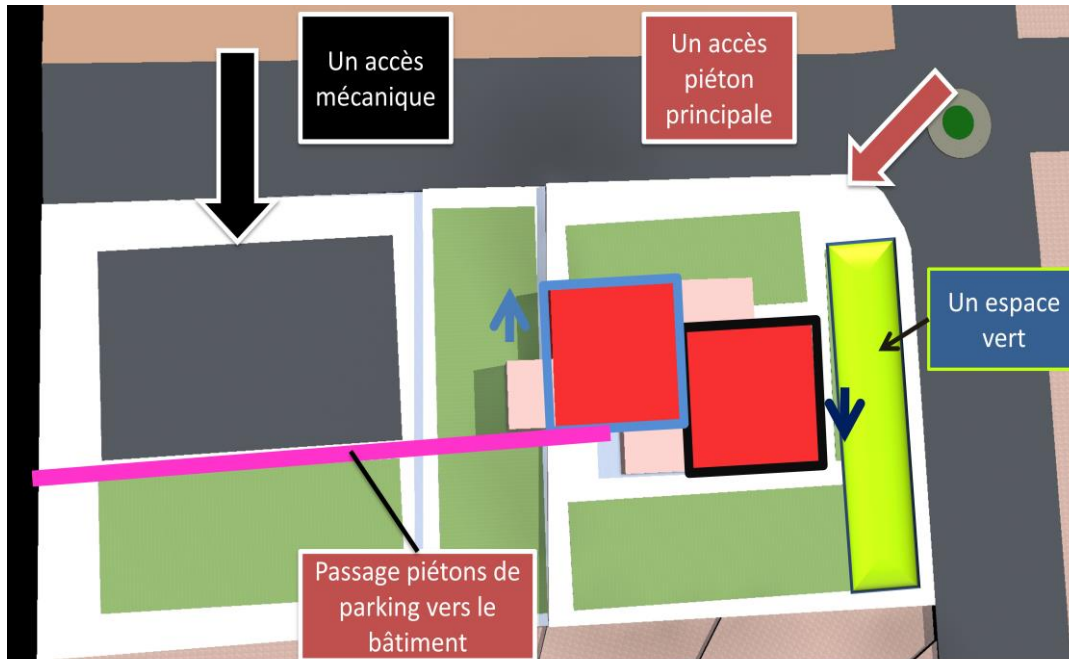 Un accès
mécanique
Un accès
piéton
principale
Un espace
vert
Passage piétons de
parking vers le
bâtiment